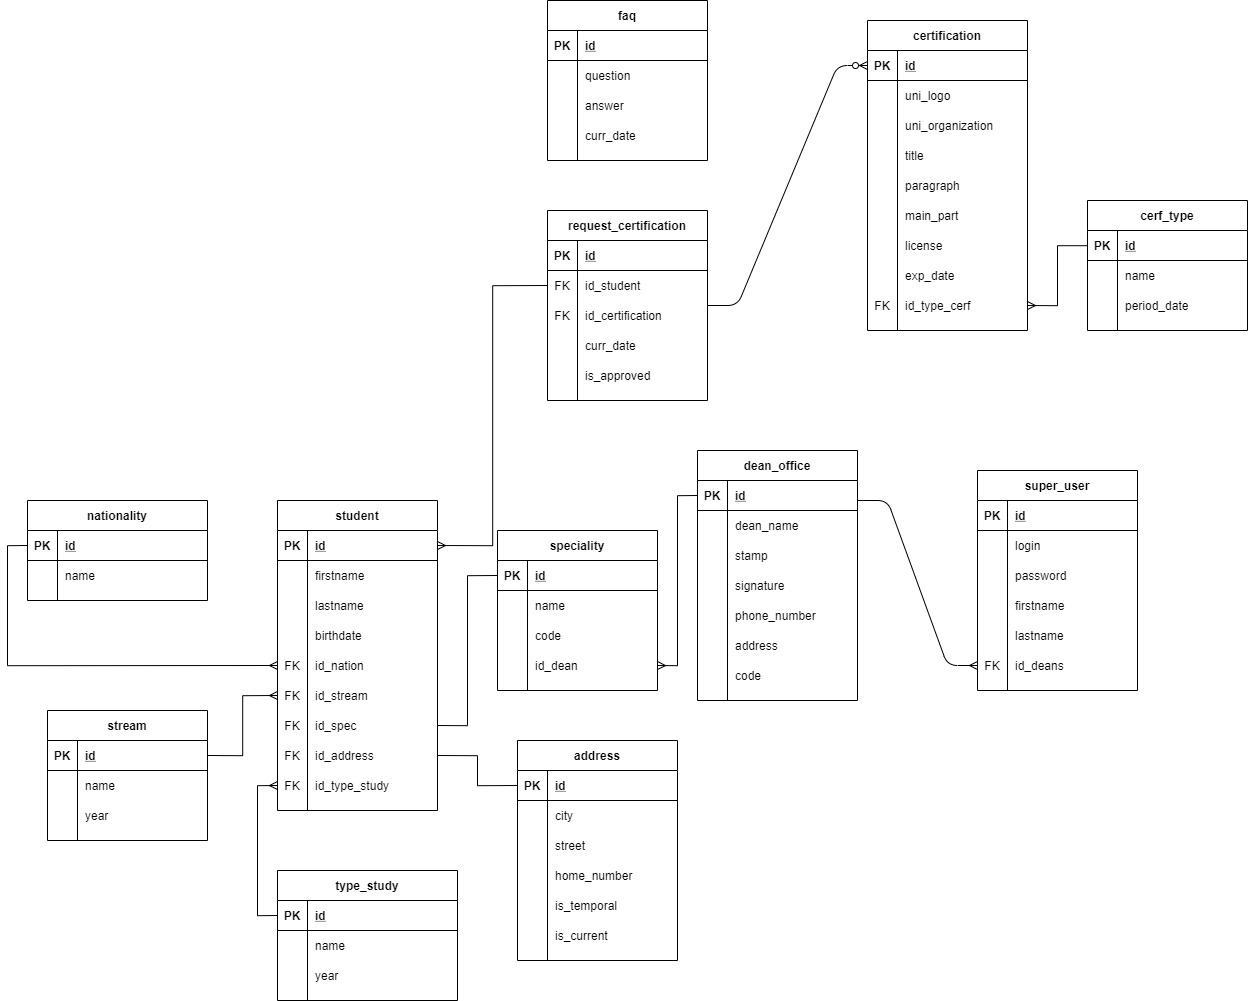 faq
PK id
question
answer
curr_date
certification
PK id
uni_logo
uni_organization
title
paragraph
main_part
license
exp_date
FK id_type_cerf
request_certification
PK id
FK id_student
FK id_certification
curr_date
is_approved
cerf_type
PK id
name
period_date
nationality
PK id
name
student
PK id
firstname
lastname
birthdate
FK id_nation
FK id_stream
FK id_spec
FK id_address
FK id_type_study
speciality
PK id
name
code
id_dean
dean_office
PK id
dean_name
stamp
signature
phone_number
address
code
super_user
PK id
login
password
firstname
lastname
FK id_deans
stream
PK id
name
year
address
PK id
city
street
home_number
is_temporal
is_current
type_study
PK id
name
year